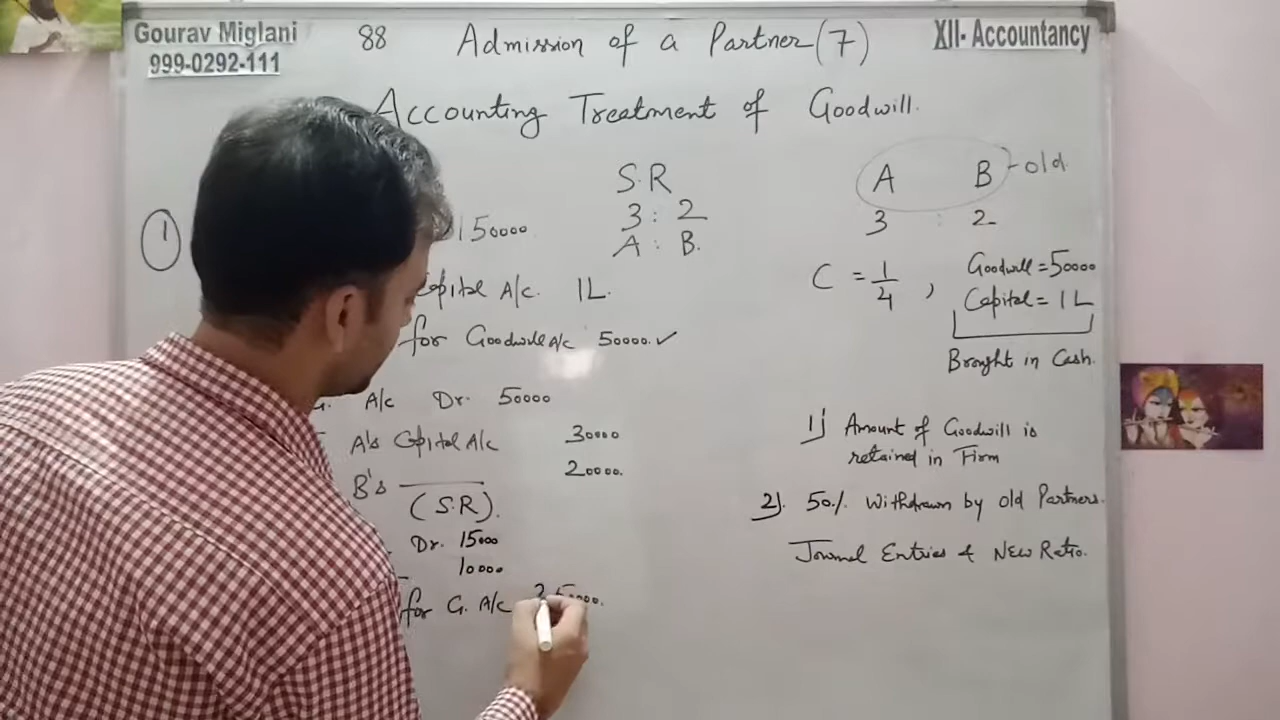 Gourav Miglani
999-0292-111
88 Admission of a Partner (7)
XII- Accountancy
Accounting Treatment of Goodwill.
1
150000
Capital A/c. 1L.
for Goodwill A/c 50000. ✓
G. A/c Dr. 50000
A's Capital A/c 30000
B's 20000.
(S.R).
Dr. 15000
10000
for G. A/c 25000.
S.R
3 : 2
A : B.
A B - old.
3 : 2
C = 1/4 , Goodwill = 50000
Capital = 1L
Brought in Cash.
1) Amount of Goodwill is
retained in Firm
2). 50% Withdrawn by old Partners.
Journal Entries & New Ratio.